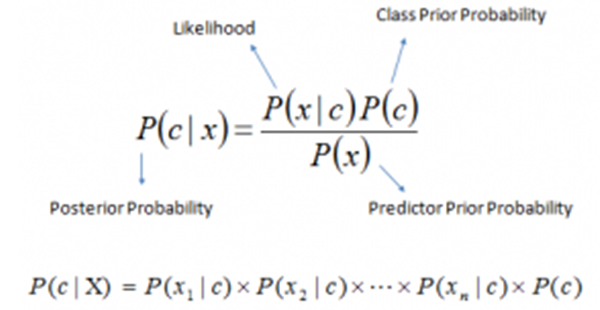 Likelihood
Class Prior Probability
P(c | x) = P(x | c)P(c) / P(x)
Posterior Probability
Predictor Prior Probability
P(c | X) = P(x₁ | c) × P(x₂ | c) × ··· × P(xₙ | c) × P(c)